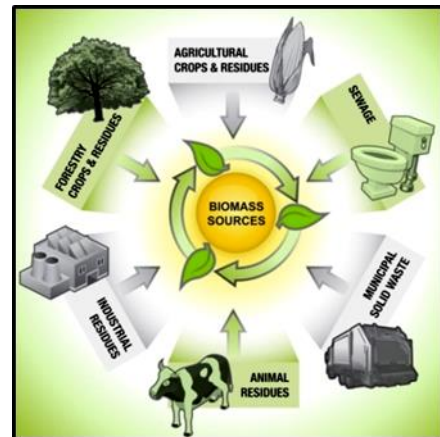 AGRICULTURAL
CROPS & RESIDUES
SEWAGE
FORESTRY
CROPS & RESIDUES
BIOMASS
SOURCES
INDUSTRIAL
RESIDUES
MUNICIPAL
SOLID WASTE
ANIMAL
RESIDUES